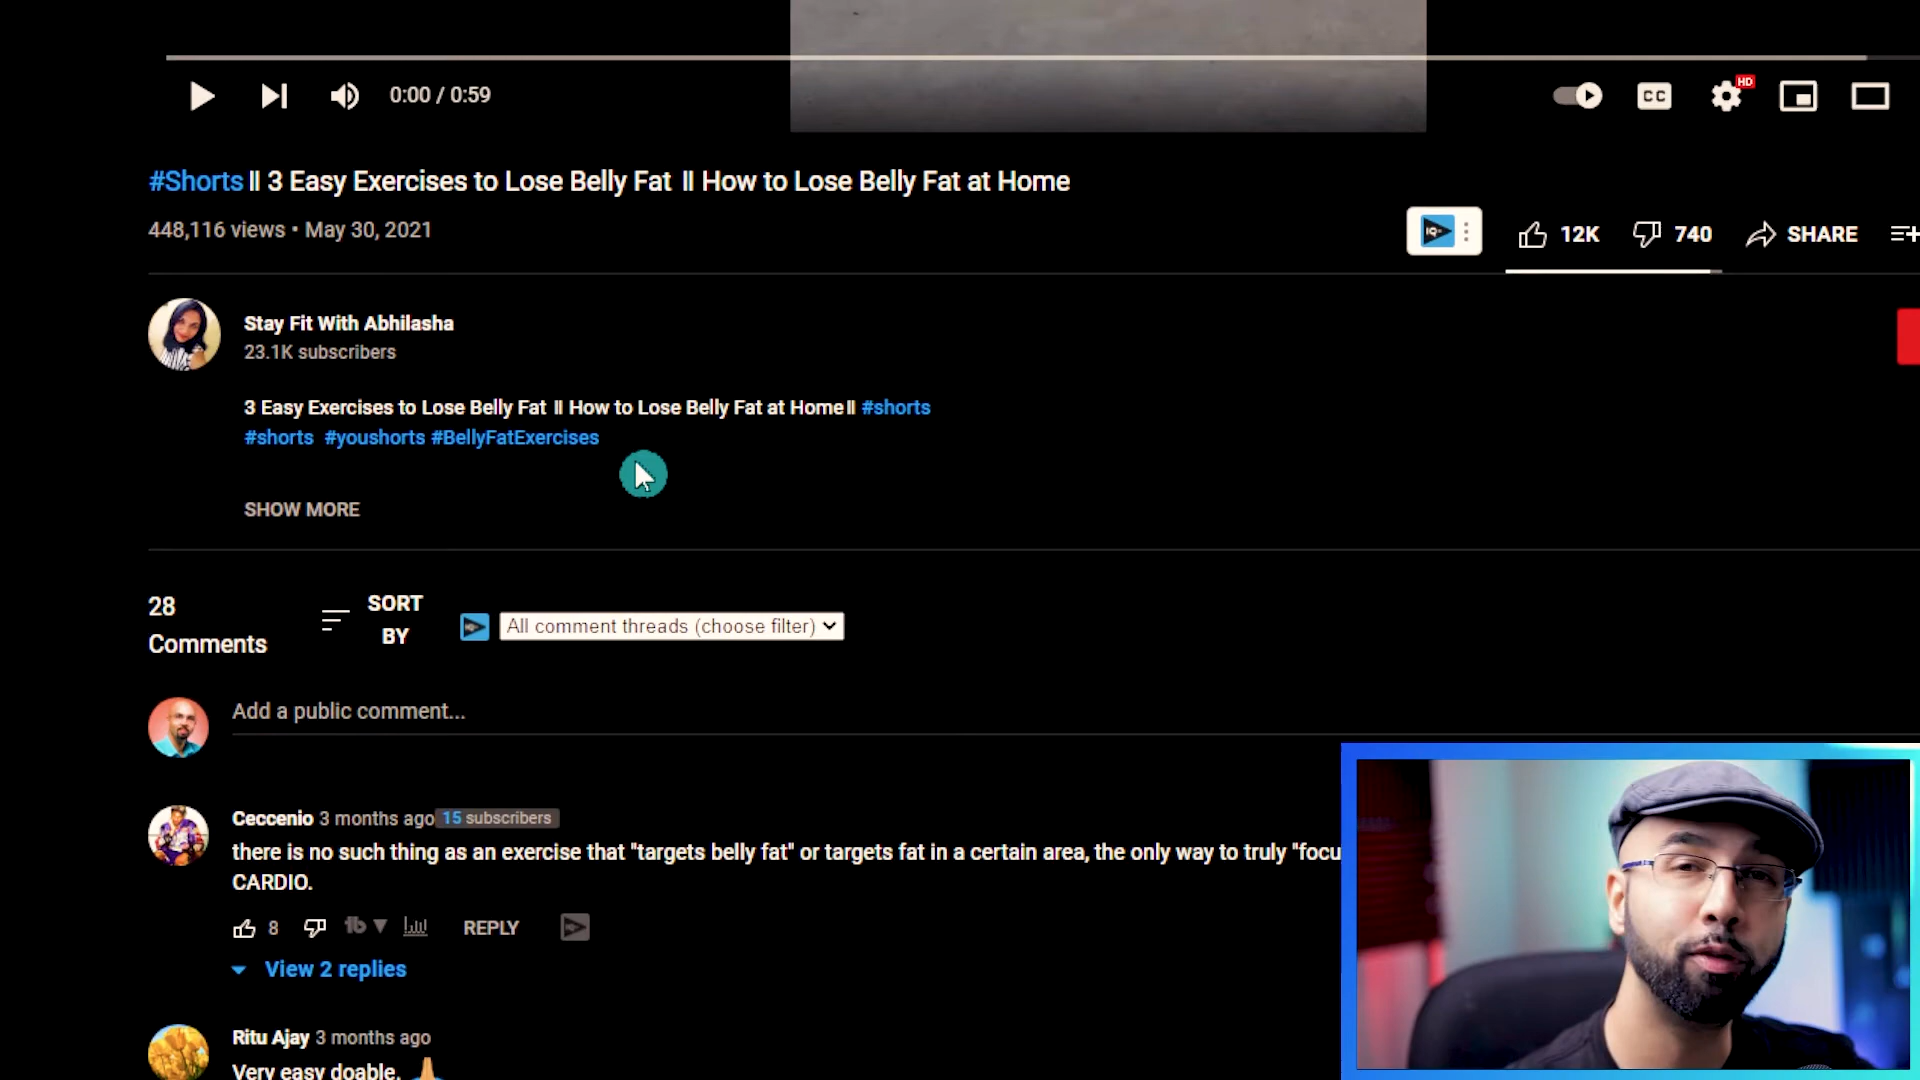 0:00 / 0:59
CC
HD
#Shorts ll 3 Easy Exercises to Lose Belly Fat ll How to Lose Belly Fat at Home
448,116 views • May 30, 2021
IQ
12K
740
SHARE
Stay Fit With Abhilasha
23.1K subscribers
3 Easy Exercises to Lose Belly Fat ll How to Lose Belly Fat at Home ll #shorts
#shorts #youshorts #BellyFatExercises
SHOW MORE
28
Comments
SORT
BY
All comment threads (choose filter)
Add a public comment...
Ceccenio 3 months ago 15 subscribers
there is no such thing as an exercise that "targets belly fat" or targets fat in a certain area, the only way to truly "focu
CARDIO.
8
tb
REPLY
View 2 replies
Ritu Ajay 3 months ago
Very easy doable.